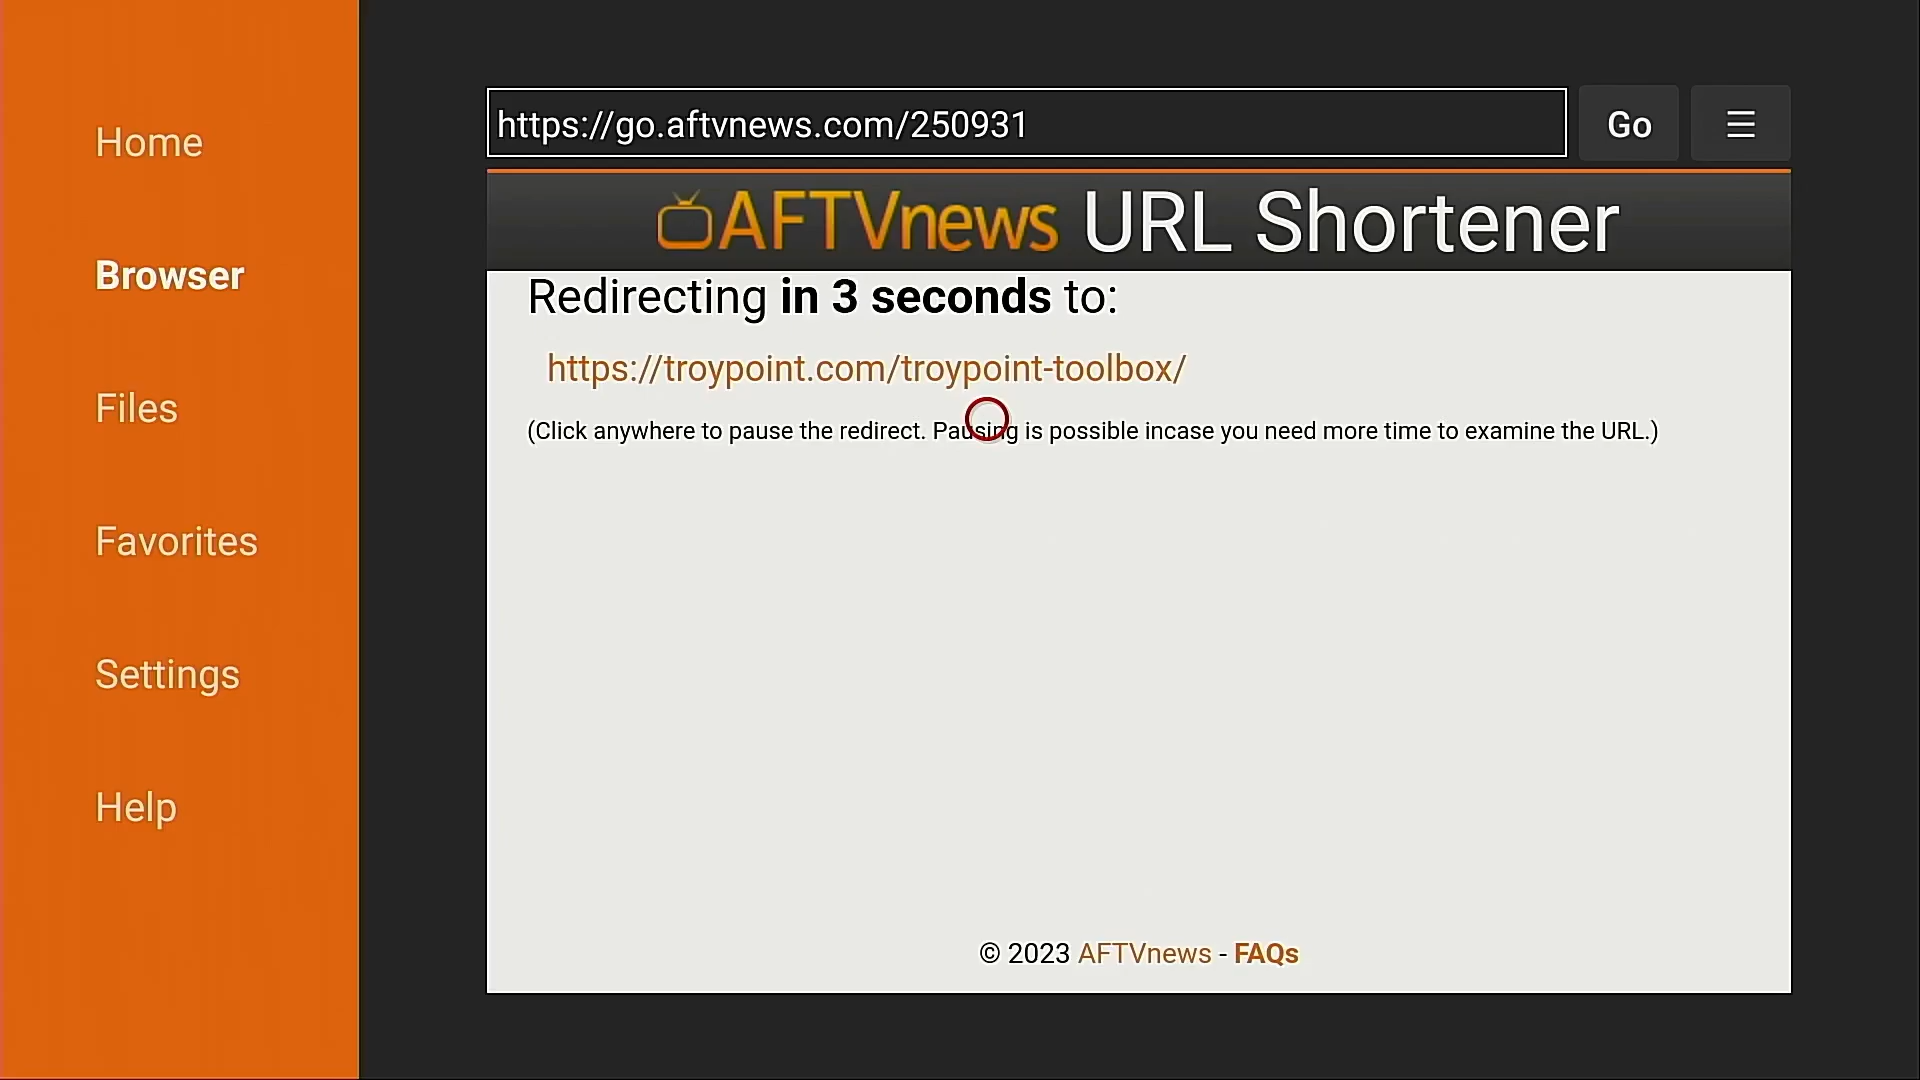 Home
Browser
Files
Favorites
Settings
Help
https://go.aftvnews.com/250931
Go
AFTVnews URL Shortener
Redirecting in 3 seconds to:
https://troypoint.com/troypoint-toolbox/
(Click anywhere to pause the redirect. Pausing is possible incase you need more time to examine the URL.)
© 2023 AFTVnews - FAQs